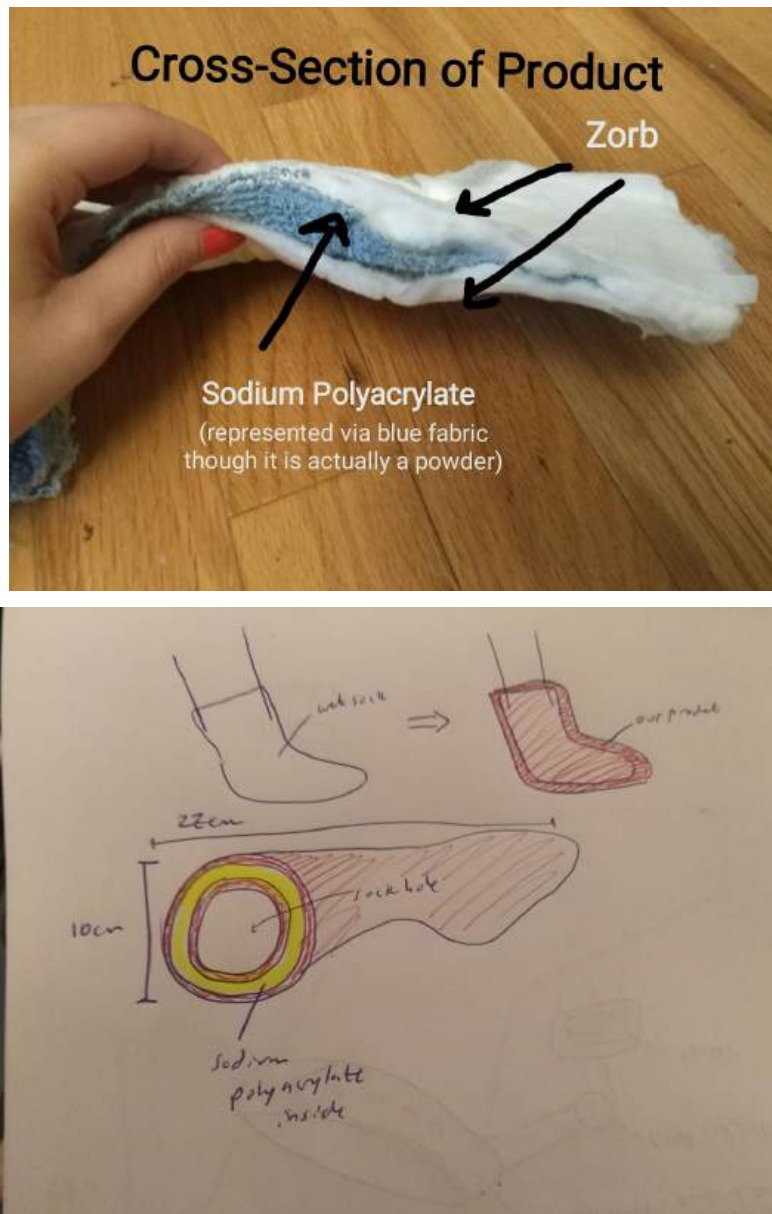 Cross-Section of Product
Zorb
Sodium Polyacrylate
(represented via blue fabric
though it is actually a powder)
wet sock
our product
27cm
sock hole
10cm
sodium
polyacrylate
inside